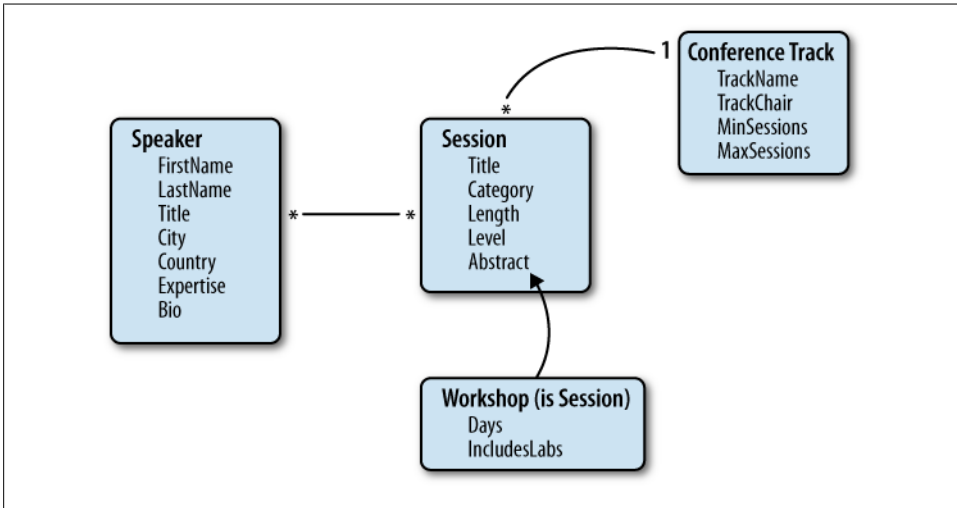 Speaker
FirstName
LastName
Title
City
Country
Expertise
Bio
*
*
Session
Title
Category
Length
Level
Abstract
*
1
Conference Track
TrackName
TrackChair
MinSessions
MaxSessions
Workshop (is Session)
Days
IncludesLabs